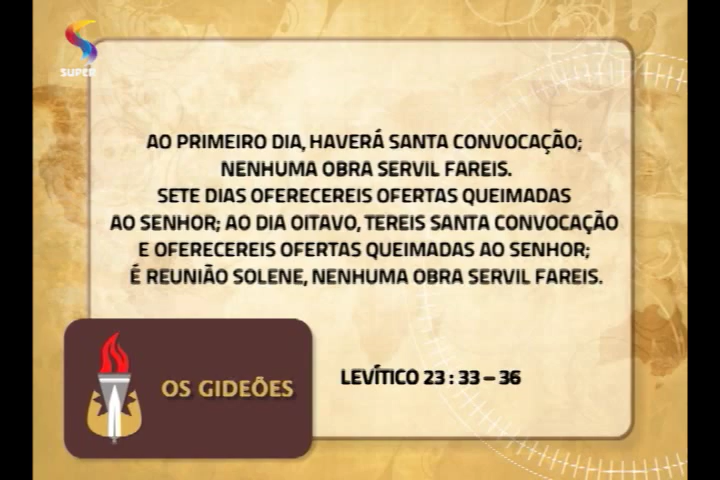 SUPER
AO PRIMEIRO DIA, HAVERÁ SANTA CONVOCAÇÃO;
NENHUMA OBRA SERVIL FAREIS.
SETE DIAS OFERECEREIS OFERTAS QUEIMADAS
AO SENHOR; AO DIA OITAVO, TEREIS SANTA CONVOCAÇÃO
E OFERECEREIS OFERTAS QUEIMADAS AO SENHOR;
É REUNIÃO SOLENE, NENHUMA OBRA SERVIL FAREIS.
OS GIDEÕES
LEVÍTICO 23 : 33 – 36